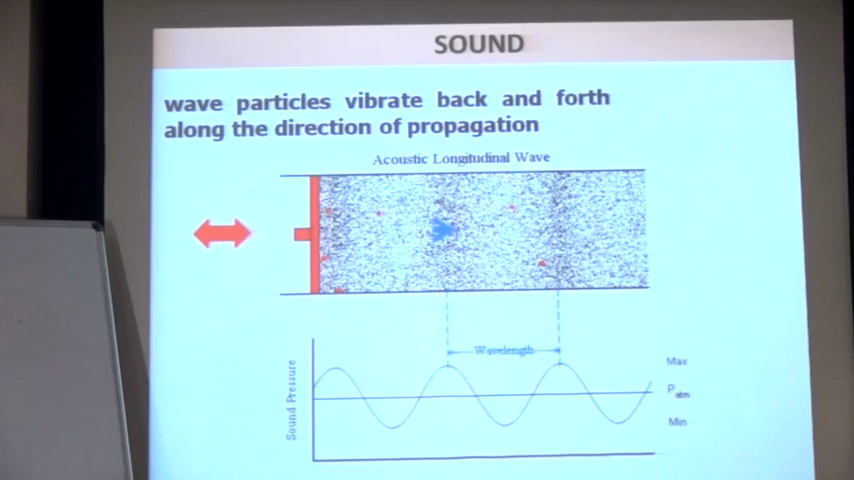 SOUND
wave particles vibrate back and forth
along the direction of propagation
Acoustic Longitudinal Wave
Wavelength
Sound Pressure
Max
Patm
Min